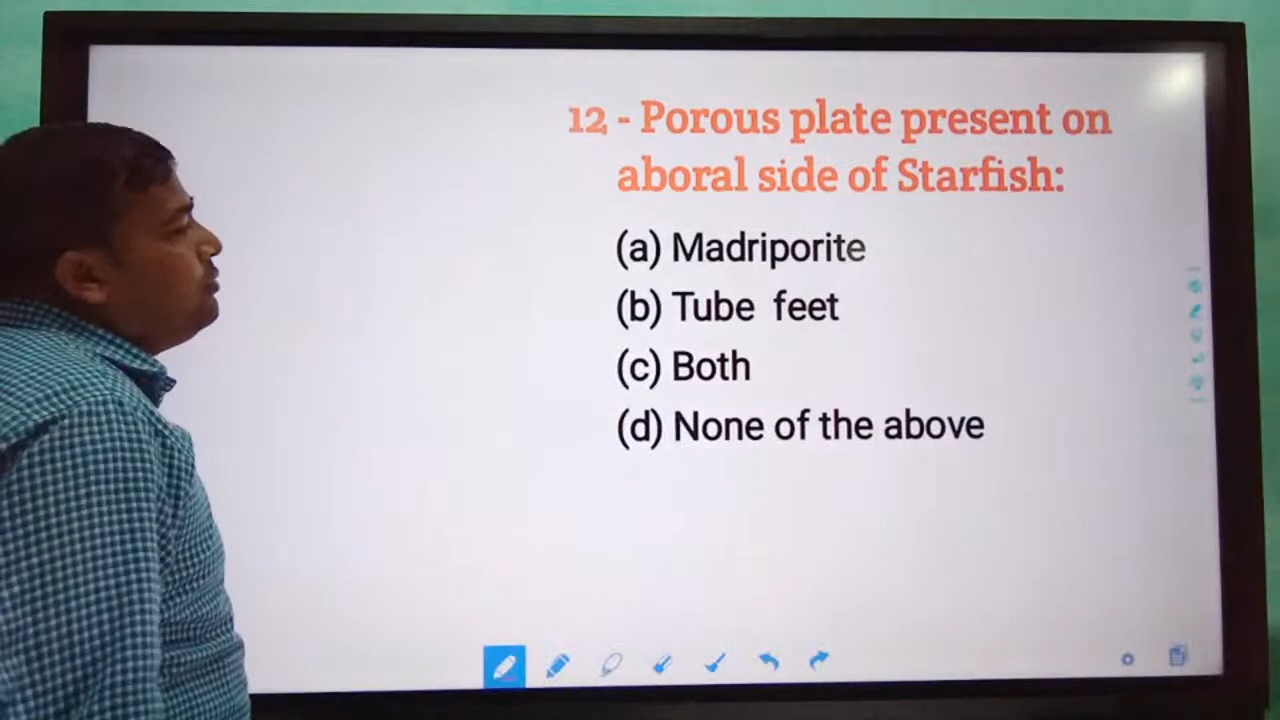 12 - Porous plate present on
aboral side of Starfish:
(a) Madriporite
(b) Tube feet
(c) Both
(d) None of the above